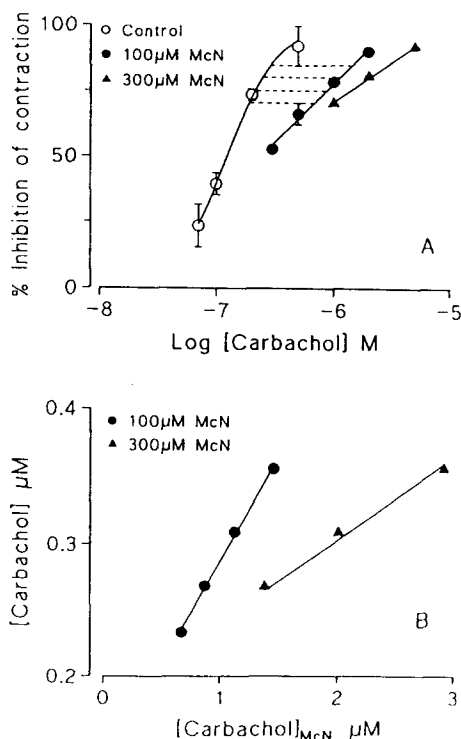 % Inhibition of contraction
100
50
0
○ Control
● 100μM McN
▲ 300μM McN
A
-8
-7
-6
-5
Log [Carbachol] M
[Carbachol] μM
0.4
0.3
0.2
● 100μM McN
▲ 300μM McN
B
0
1
2
3
[Carbachol]McN μM